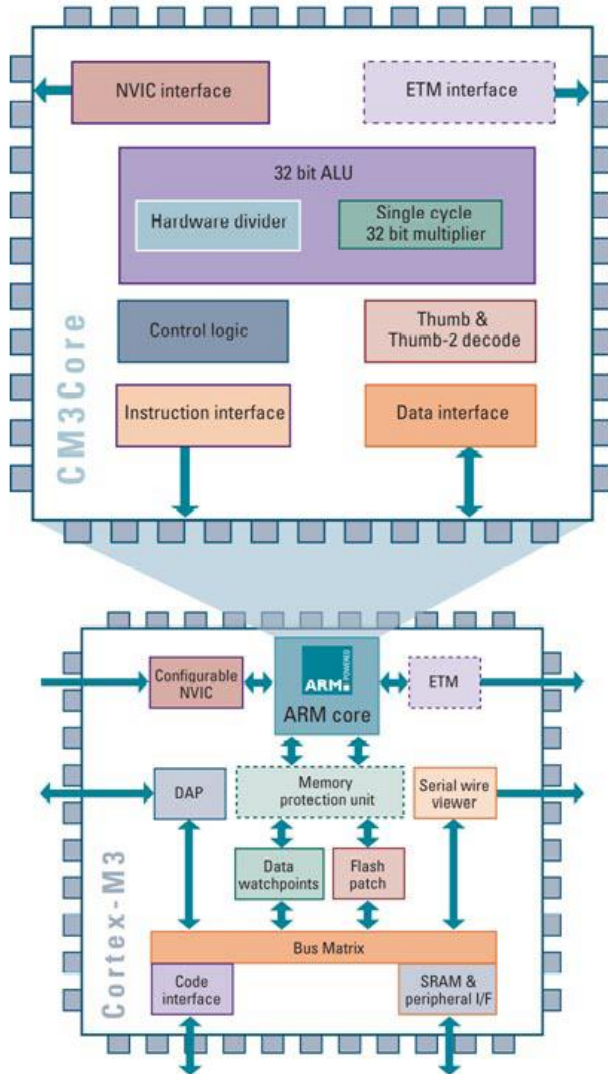 NVIC interface
ETM interface
32 bit ALU
Hardware divider
Single cycle
32 bit multiplier
Control logic
Thumb &
Thumb-2 decode
Instruction interface
Data interface
CM3Core
Configurable
NVIC
ARM
POWERED
ARM core
ETM
DAP
Memory
protection unit
Serial wire
viewer
Data
watchpoints
Flash
patch
Bus Matrix
Code
interface
SRAM &
peripheral I/F
Cortex-M3